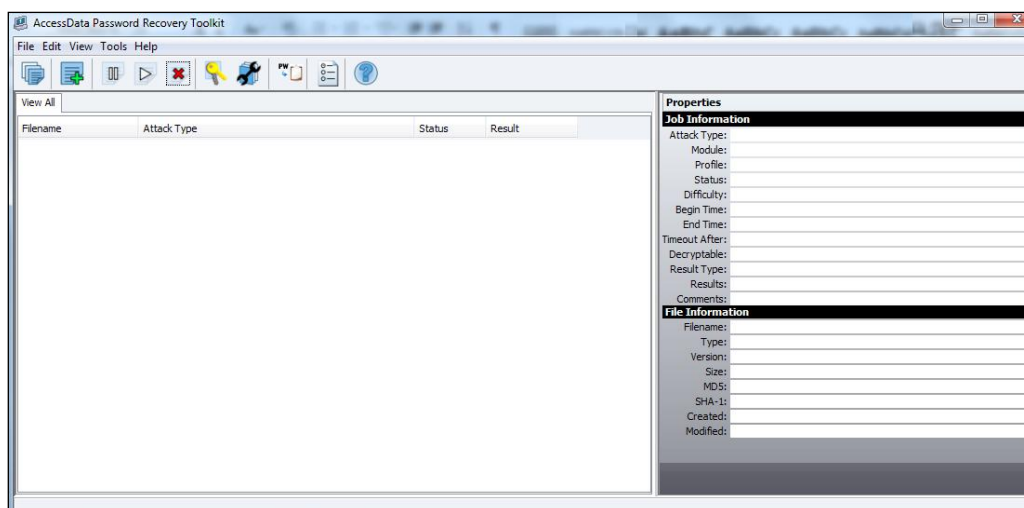 AccessData Password Recovery Toolkit
File Edit View Tools Help
PW
View All
Filename Attack Type Status Result
Properties
Job Information
Attack Type:
Module:
Profile:
Status:
Difficulty:
Begin Time:
End Time:
Timeout After:
Decryptable:
Result Type:
Results:
Comments:
File Information
Filename:
Type:
Version:
Size:
MD5:
SHA-1:
Created:
Modified: